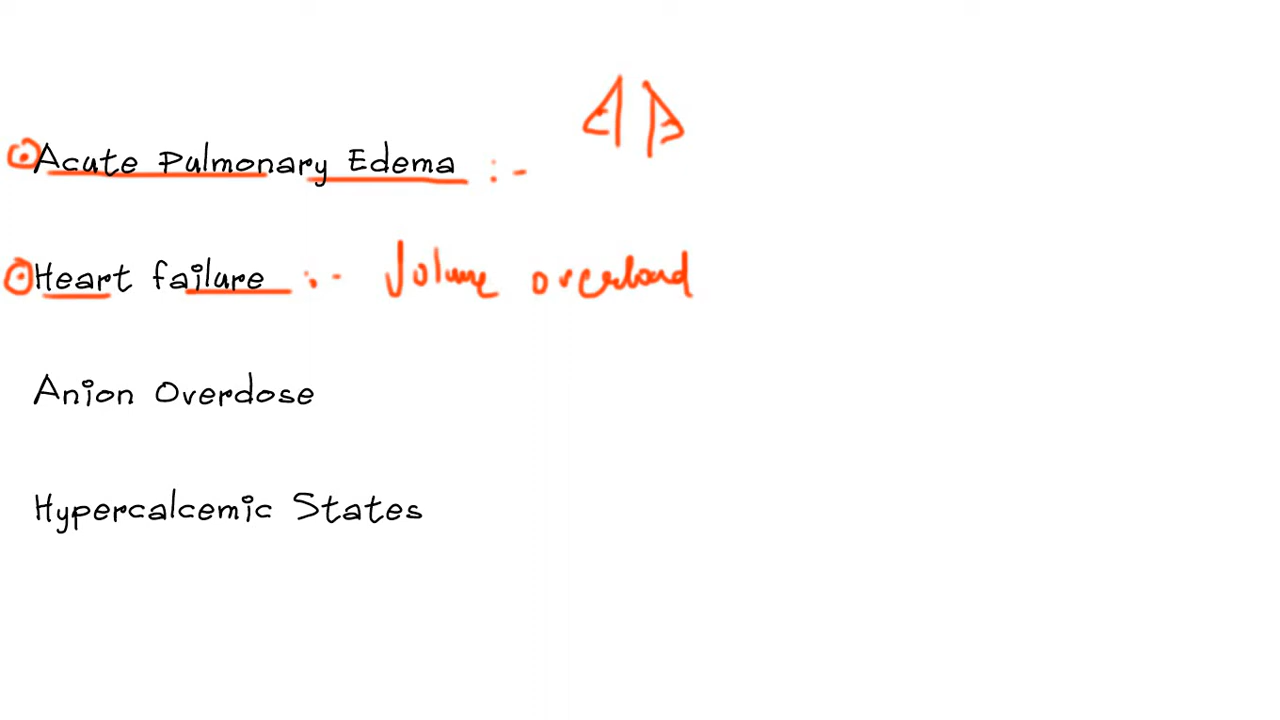 Acute Pulmonary Edema :-
Heart failure :- Volume overload
Anion Overdose
Hypercalcemic States